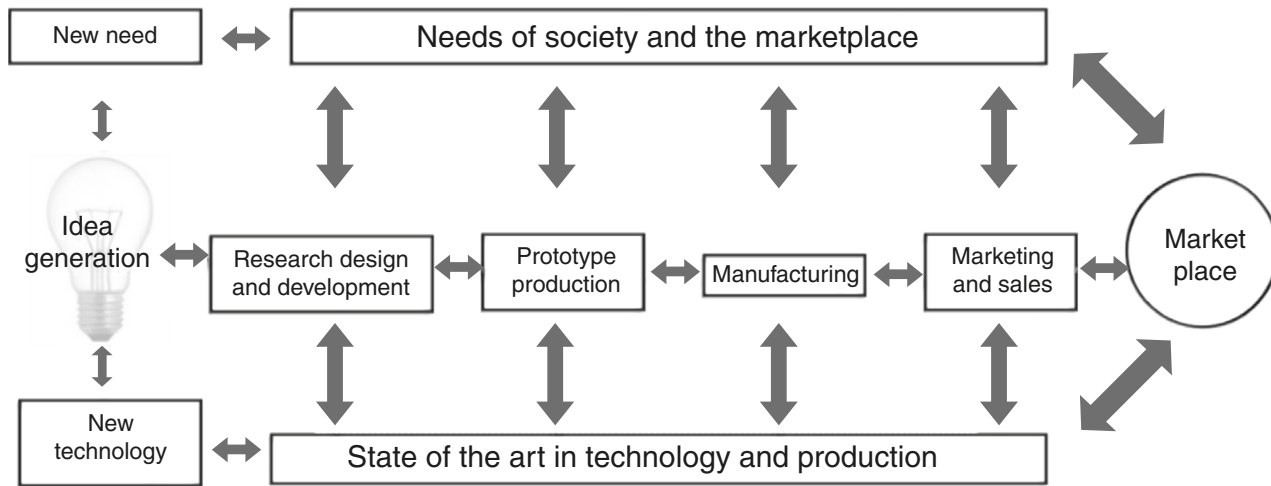 New need
Needs of society and the marketplace
Idea
generation
Research design
and development
Prototype
production
Manufacturing
Marketing
and sales
Market
place
New
technology
State of the art in technology and production